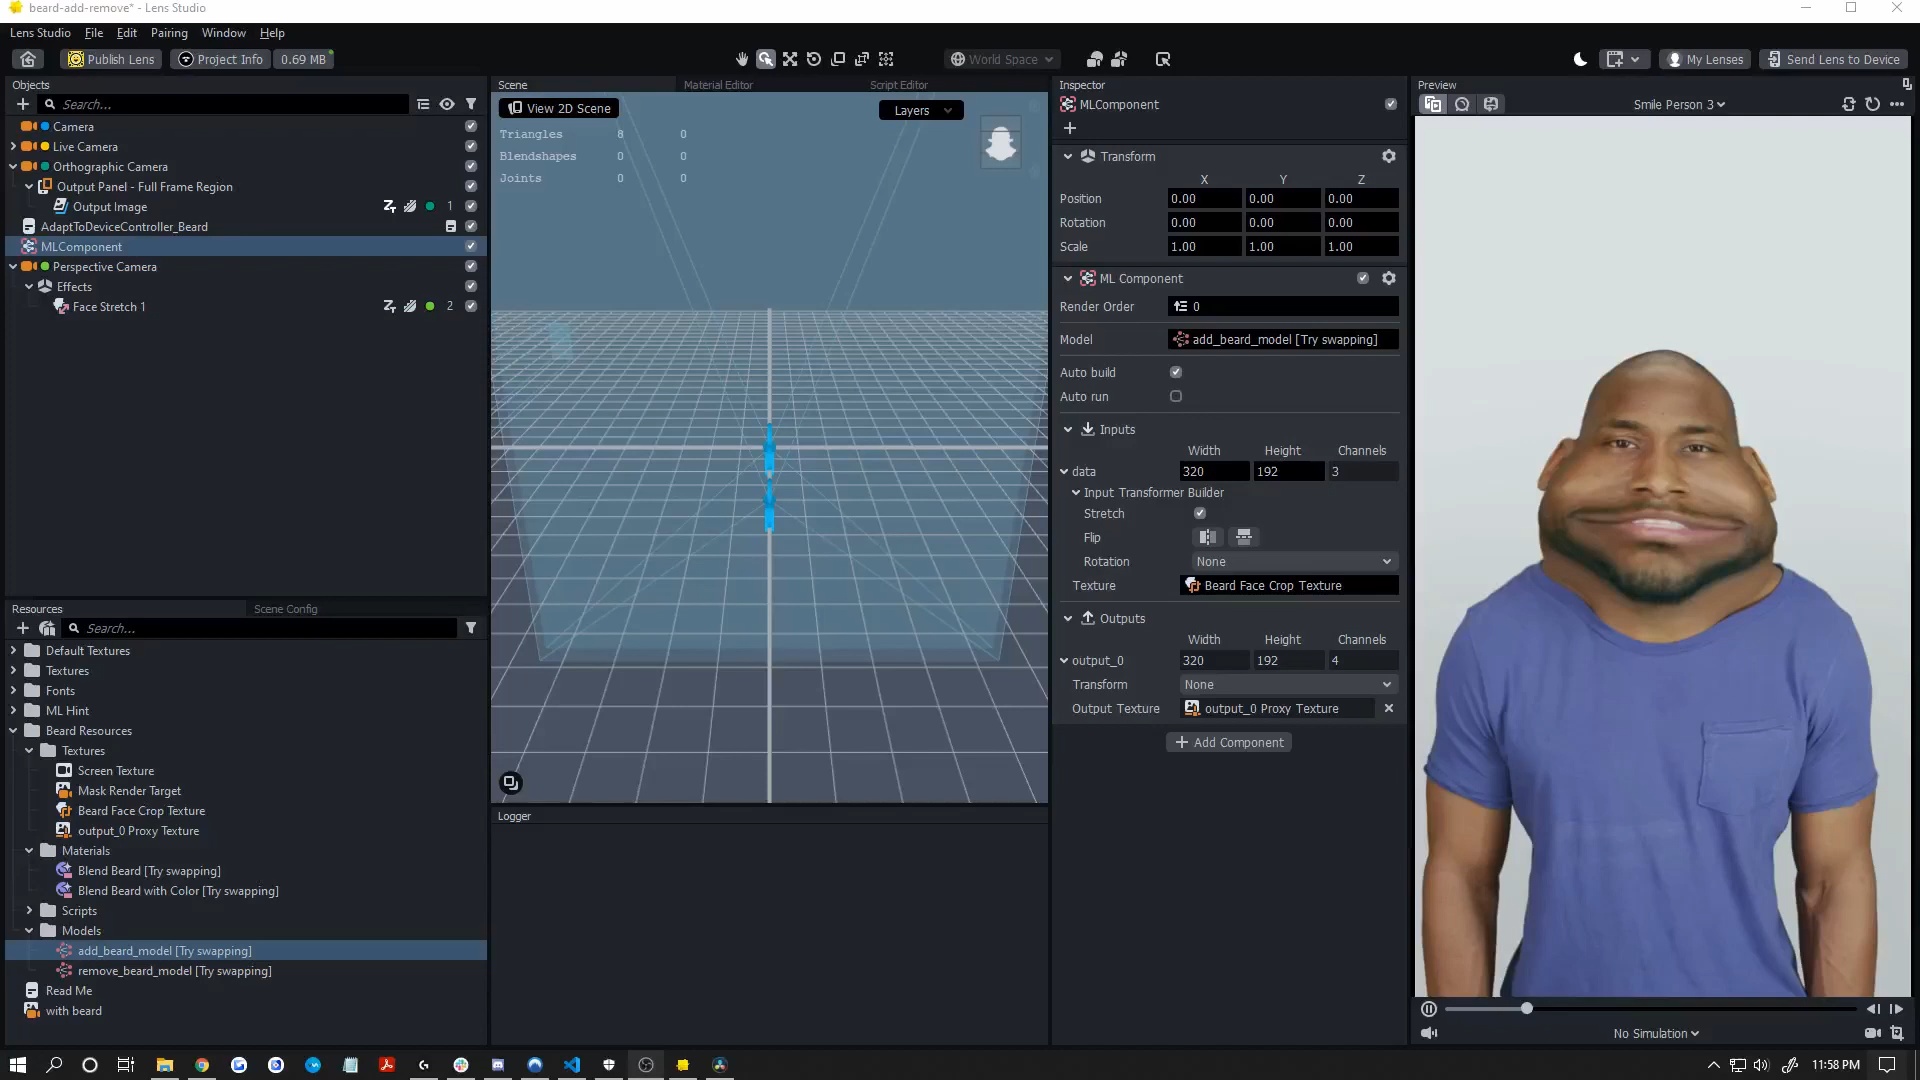 beard-add-remove* - Lens Studio
Lens Studio File Edit Pairing Window Help
Publish Lens Project Info 0.69 MB World Space My Lenses Send Lens to Device
Objects
Search...
Camera
Live Camera
Orthographic Camera
Output Panel - Full Frame Region
Output Image 1
AdaptToDeviceController_Beard
MLComponent
Perspective Camera
Effects
Face Stretch 1 2
Resources Scene Config
Search...
Default Textures
Textures
Fonts
ML Hint
Beard Resources
Textures
Screen Texture
Mask Render Target
Beard Face Crop Texture
output_0 Proxy Texture
Materials
Blend Beard [Try swapping]
Blend Beard with Color [Try swapping]
Scripts
Models
add_beard_model [Try swapping]
remove_beard_model [Try swapping]
Read Me
with beard
Scene Material Editor Script Editor
View 2D Scene Layers
Triangles 8 0
Blendshapes 0 0
Joints 0 0
Logger
Inspector
MLComponent
Transform
X Y Z
Position 0.00 0.00 0.00
Rotation 0.00 0.00 0.00
Scale 1.00 1.00 1.00
ML Component
Render Order 0
Model add_beard_model [Try swapping]
Auto build
Auto run
Inputs
Width Height Channels
data 320 192 3
Input Transformer Builder
Stretch
Flip
Rotation None
Texture Beard Face Crop Texture
Outputs
Width Height Channels
output_0 320 192 4
Transform None
Output Texture output_0 Proxy Texture
Add Component
Preview
Smile Person 3
No Simulation
11:58 PM